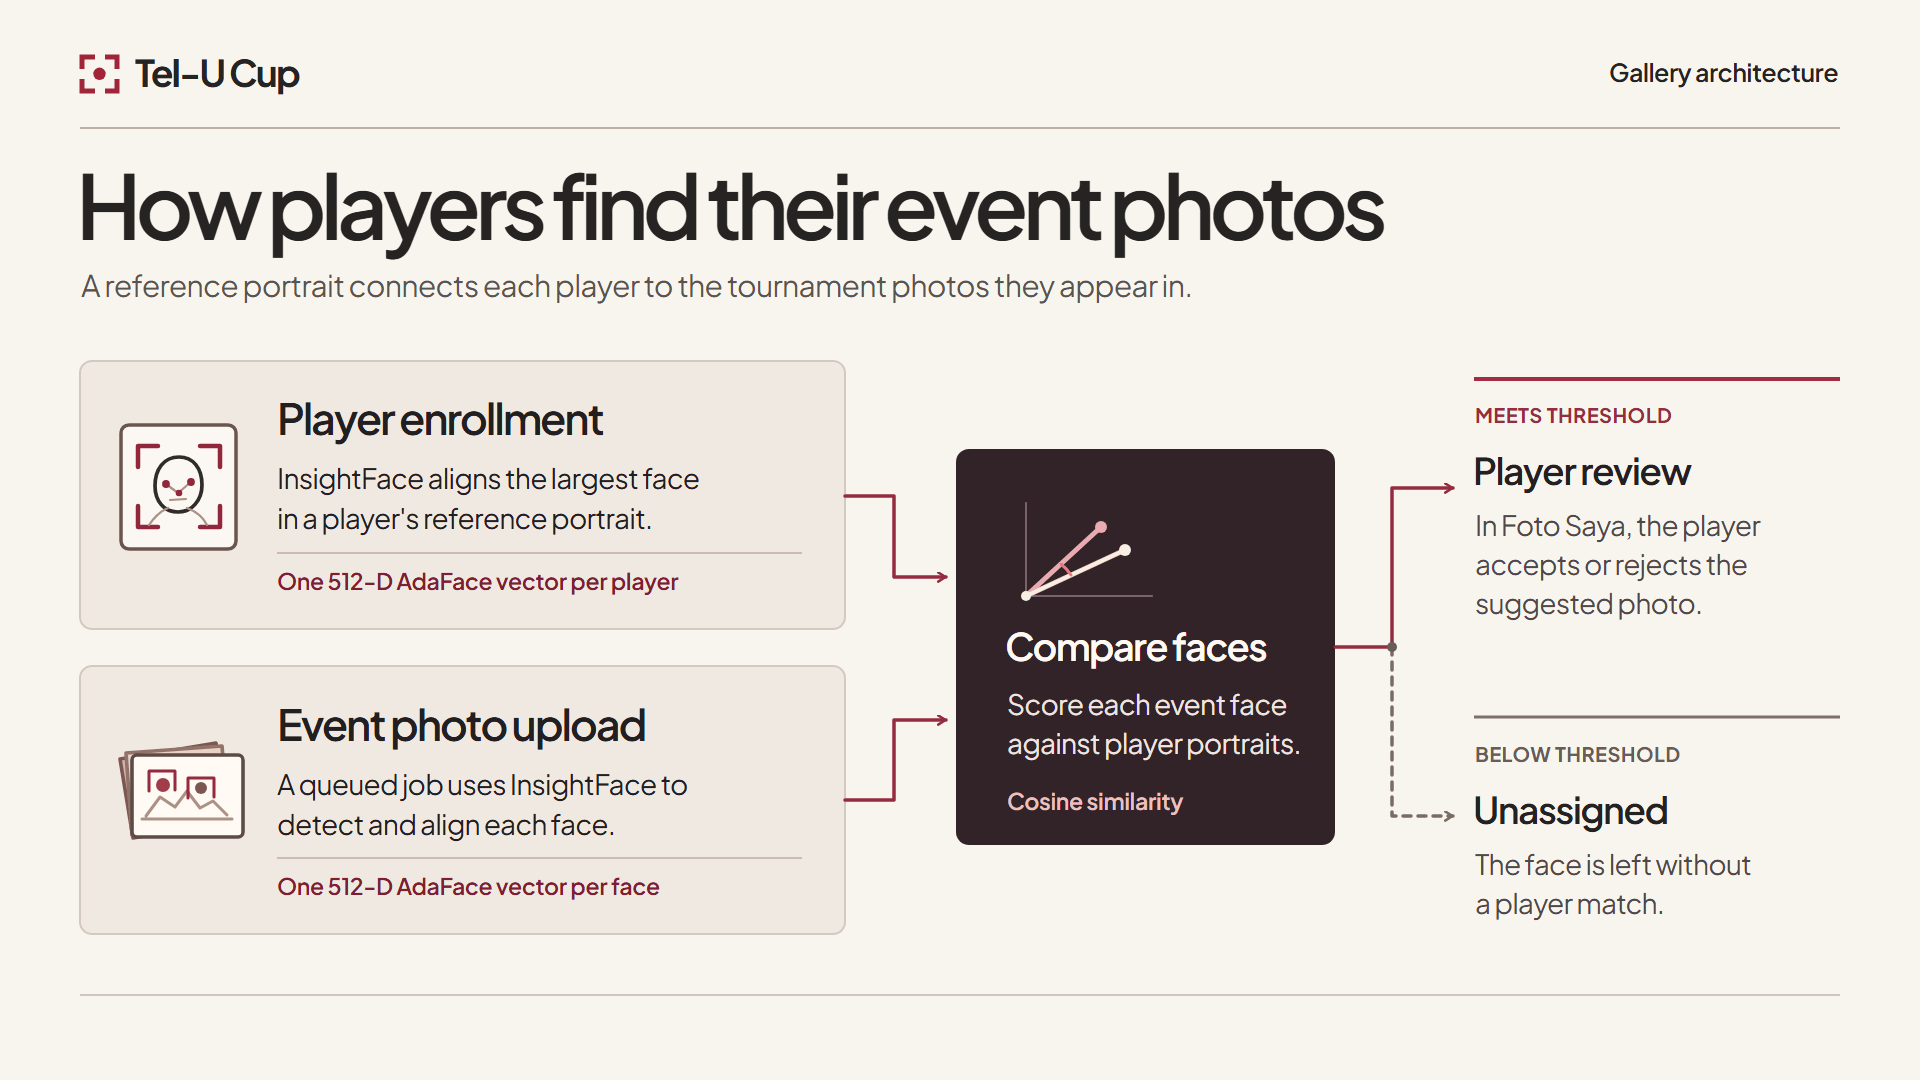 Tel-U Cup
Gallery architecture
How players find their event photos
A reference portrait connects each player to the tournament photos they appear in.
Player enrollment
InsightFace aligns the largest face
in a player's reference portrait.
One 512-D AdaFace vector per player
Event photo upload
A queued job uses InsightFace to
detect and align each face.
One 512-D AdaFace vector per face
Compare faces
Score each event face
against player portraits.
Cosine similarity
MEETS THRESHOLD
Player review
In Foto Saya, the player
accepts or rejects the
suggested photo.
BELOW THRESHOLD
Unassigned
The face is left without
a player match.